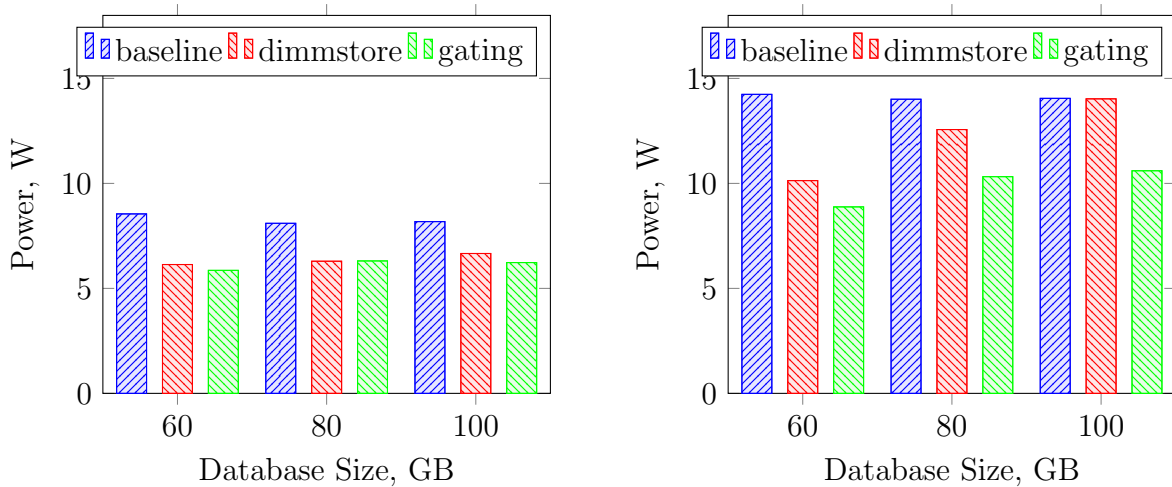 baseline dimmstore gating
15
10
5
0
Power, W
60 80 100
Database Size, GB
baseline dimmstore gating
15
10
5
0
Power, W
60 80 100
Database Size, GB